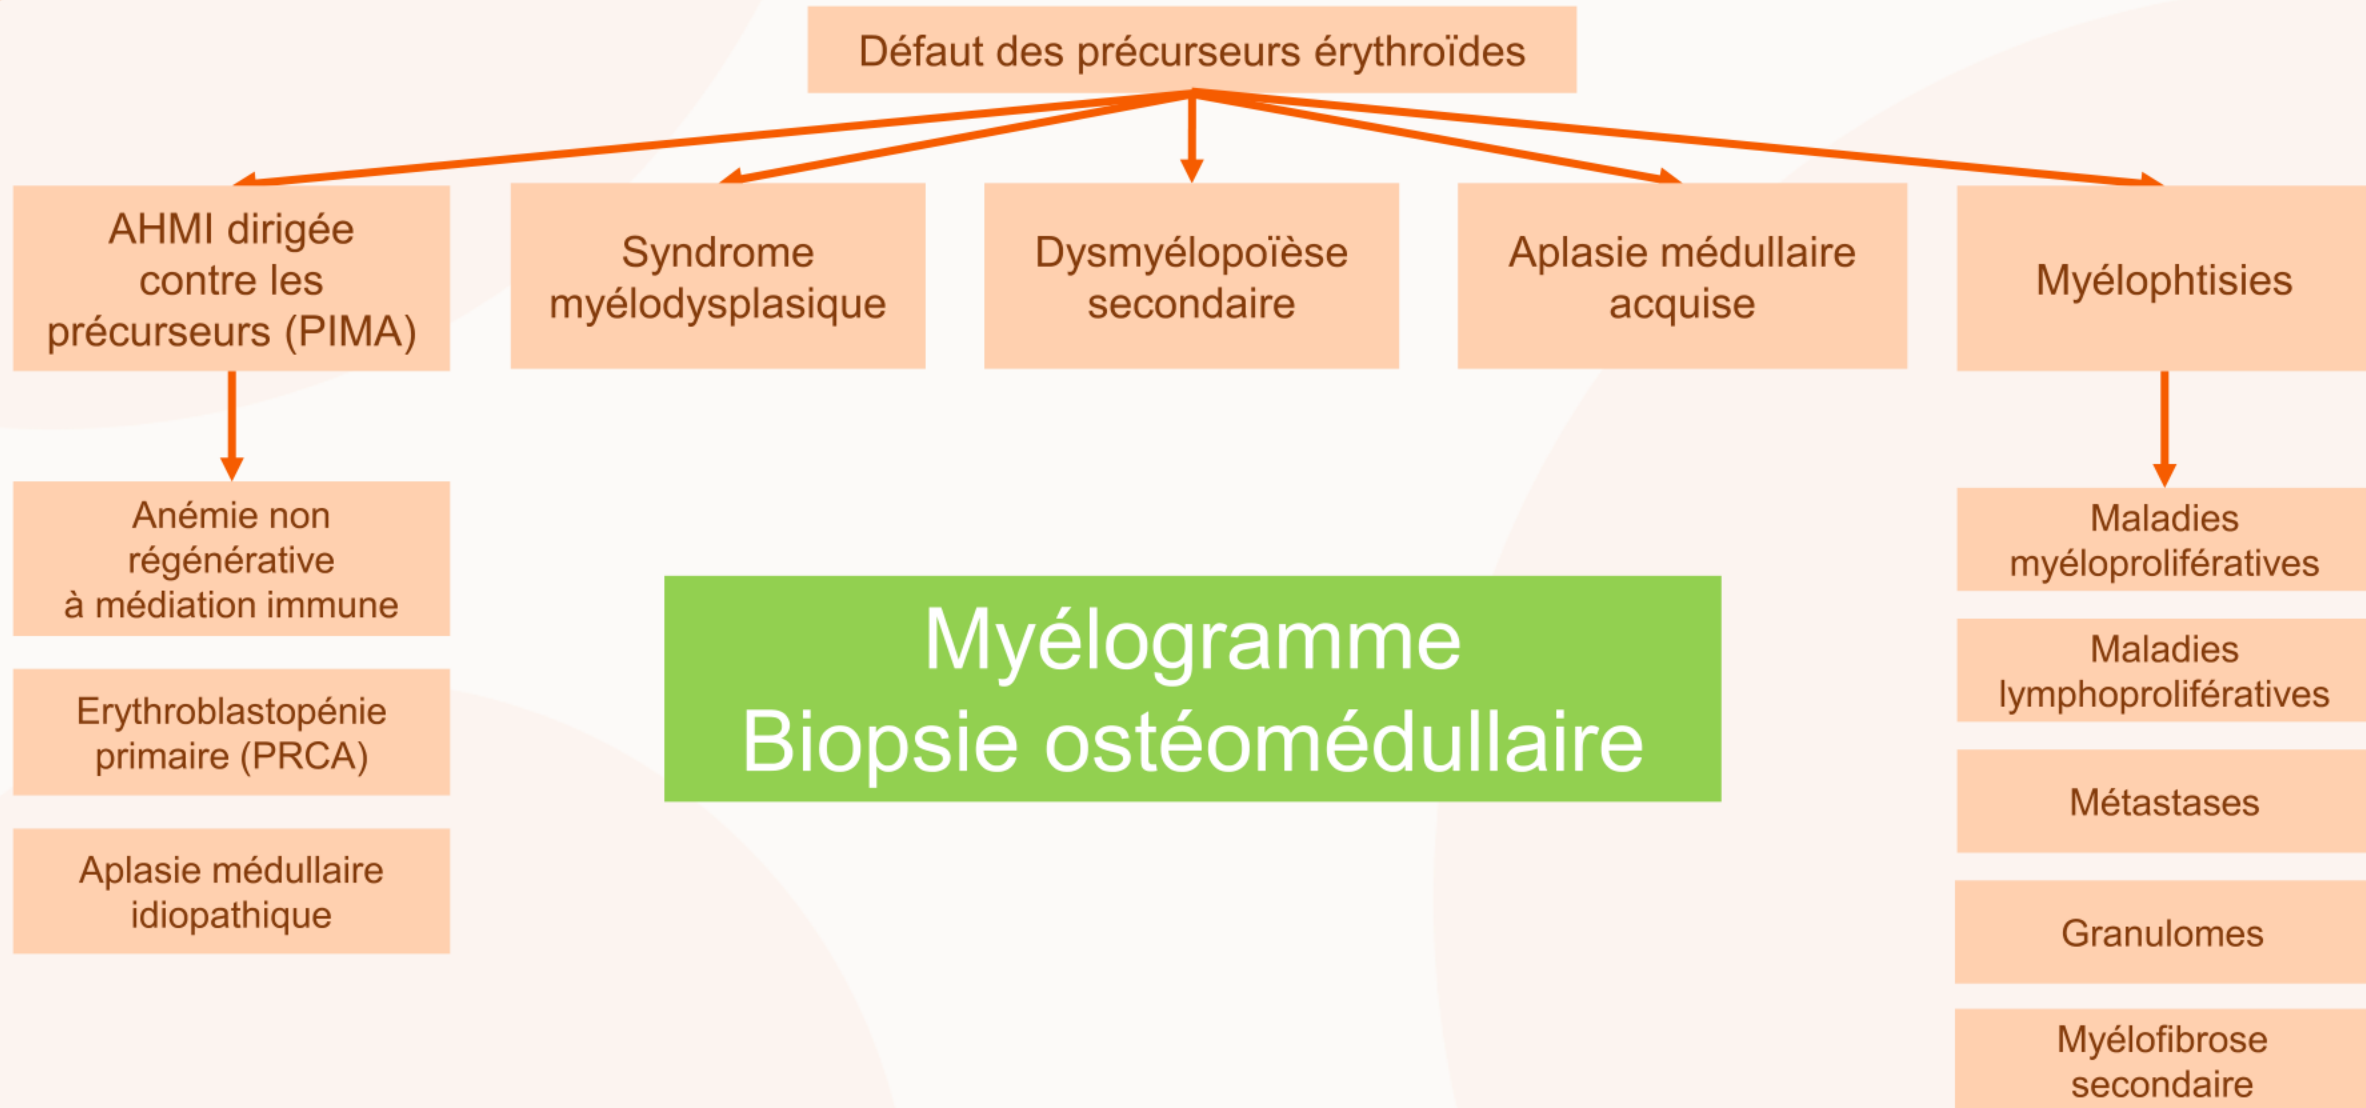 Défaut des précurseurs érythroïdes
AHMI dirigée
contre les
précurseurs (PIMA)
Syndrome
myélodysplasique
Dysmyélopoïèse
secondaire
Aplasie médullaire
acquise
Myélophtisies
Anémie non
régénérative
à médiation immune
Erythroblastopénie
primaire (PRCA)
Aplasie médullaire
idiopathique
Myélogramme
Biopsie ostéomédullaire
Maladies
myéloprolifératives
Maladies
lymphoprolifératives
Métastases
Granulomes
Myélofibrose
secondaire